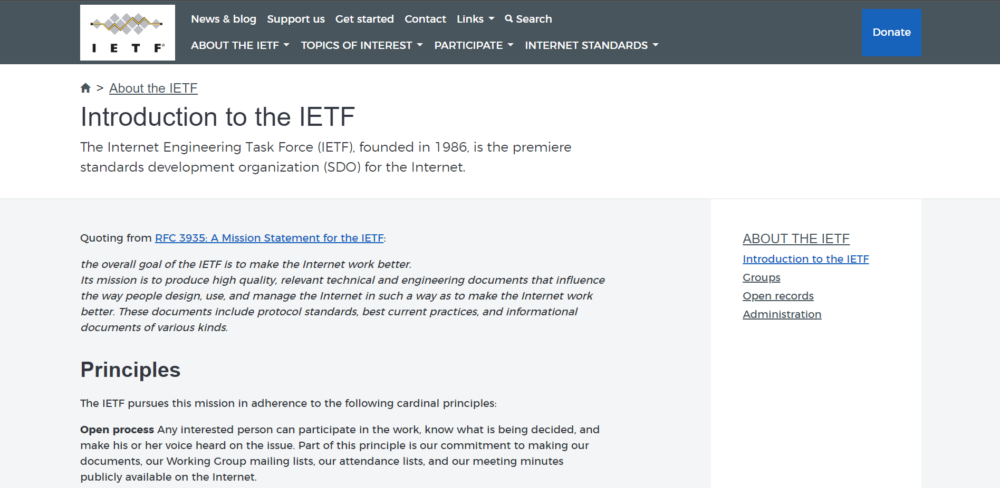 IETF®
News & blog Support us Get started Contact Links Search
ABOUT THE IETF TOPICS OF INTEREST PARTICIPATE INTERNET STANDARDS
Donate
> About the IETF
Introduction to the IETF
The Internet Engineering Task Force (IETF), founded in 1986, is the premiere
standards development organization (SDO) for the Internet.
Quoting from RFC 3935: A Mission Statement for the IETF:
the overall goal of the IETF is to make the Internet work better.
Its mission is to produce high quality, relevant technical and engineering documents that influence
the way people design, use, and manage the Internet in such a way as to make the Internet work
better. These documents include protocol standards, best current practices, and informational
documents of various kinds.
Principles
The IETF pursues this mission in adherence to the following cardinal principles:
Open process Any interested person can participate in the work, know what is being decided, and
make his or her voice heard on the issue. Part of this principle is our commitment to making our
documents, our Working Group mailing lists, our attendance lists, and our meeting minutes
publicly available on the Internet.
ABOUT THE IETF
Introduction to the IETF
Groups
Open records
Administration